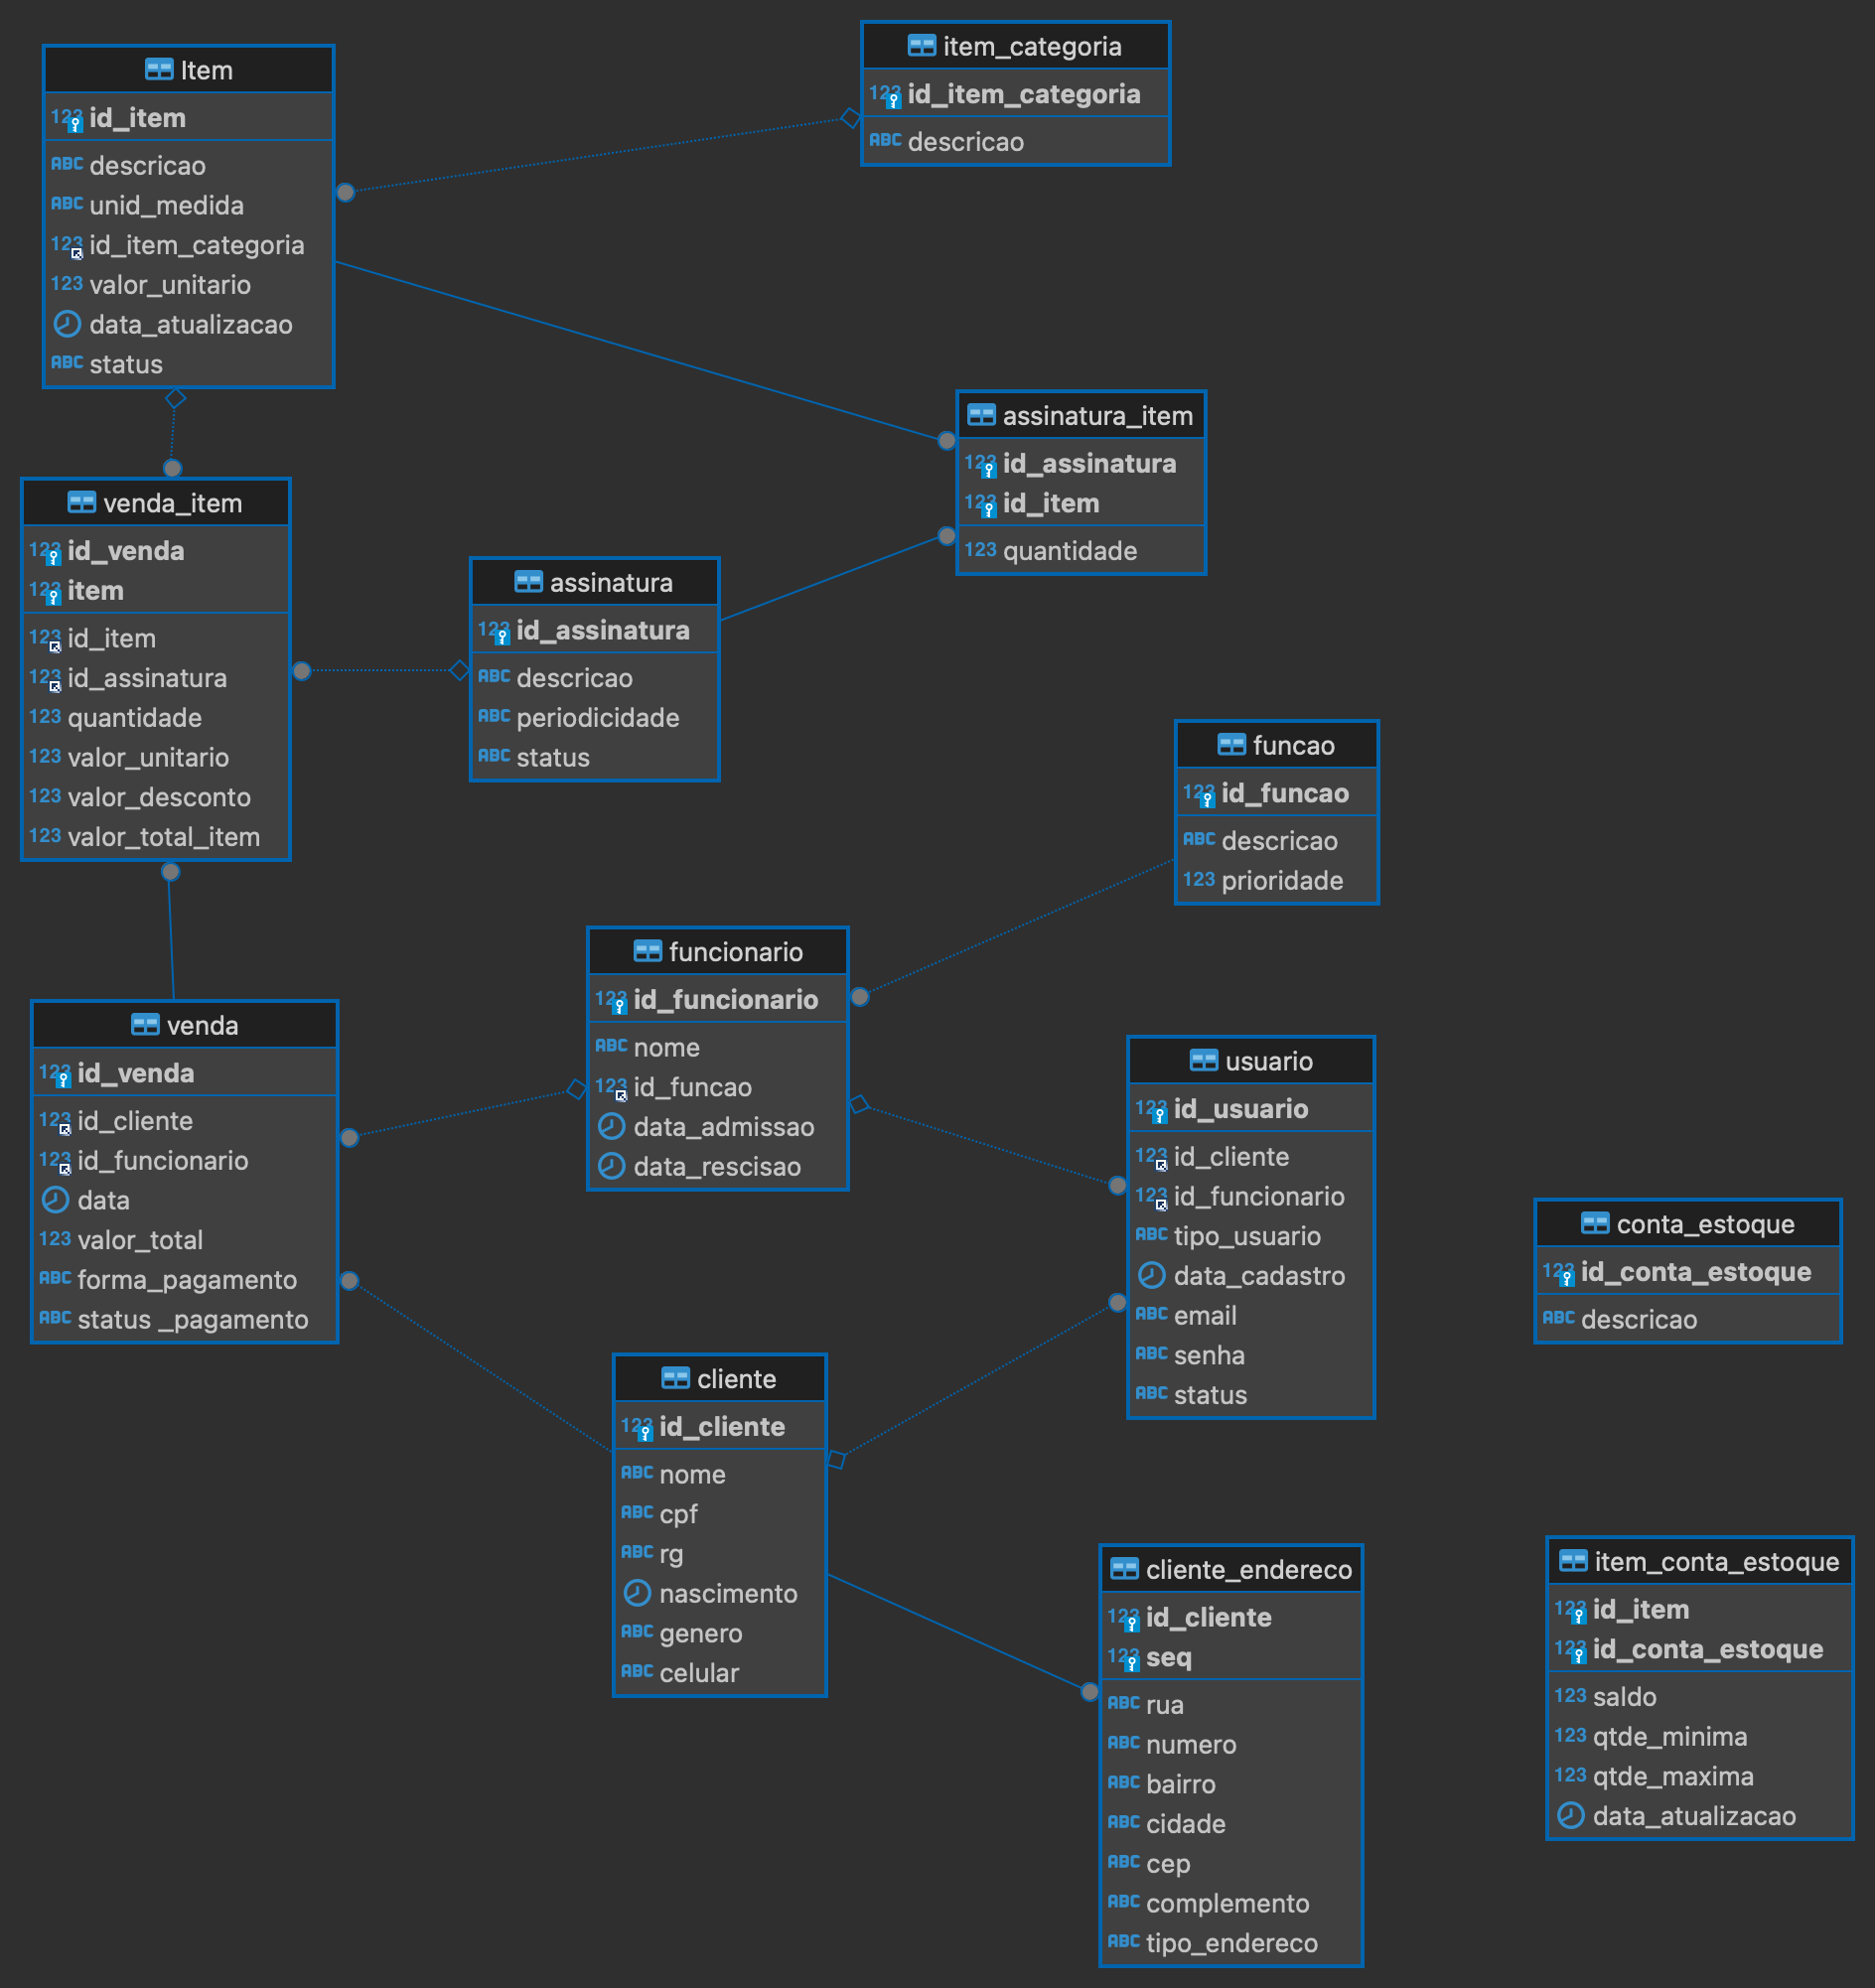 Item
123 id_item
ABC descricao
ABC unid_medida
123 id_item_categoria
123 valor_unitario
data_atualizacao
ABC status
item_categoria
123 id_item_categoria
ABC descricao
assinatura_item
123 id_assinatura
123 id_item
123 quantidade
venda_item
123 id_venda
123 item
123 id_item
123 id_assinatura
123 quantidade
123 valor_unitario
123 valor_desconto
123 valor_total_item
assinatura
123 id_assinatura
ABC descricao
ABC periodicidade
ABC status
funcao
123 id_funcao
ABC descricao
123 prioridade
funcionario
123 id_funcionario
ABC nome
123 id_funcao
data_admissao
data_rescisao
venda
123 id_venda
123 id_cliente
123 id_funcionario
data
123 valor_total
ABC forma_pagamento
ABC status _pagamento
usuario
123 id_usuario
123 id_cliente
123 id_funcionario
ABC tipo_usuario
data_cadastro
ABC email
ABC senha
ABC status
conta_estoque
123 id_conta_estoque
ABC descricao
cliente
123 id_cliente
ABC nome
ABC cpf
ABC rg
nascimento
ABC genero
ABC celular
cliente_endereco
123 id_cliente
123 seq
ABC rua
ABC numero
ABC bairro
ABC cidade
ABC cep
ABC complemento
ABC tipo_endereco
item_conta_estoque
123 id_item
123 id_conta_estoque
123 saldo
123 qtde_minima
123 qtde_maxima
data_atualizacao